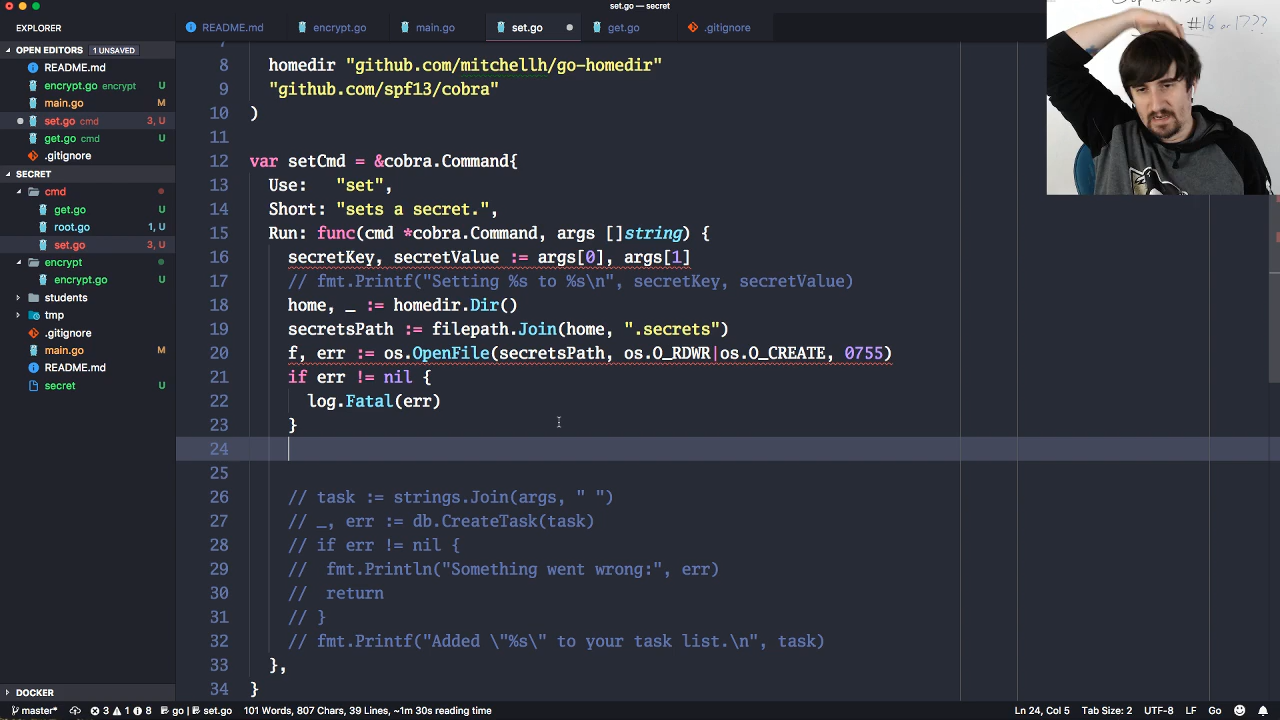 set.go — secret
EXPLORER
README.md
encrypt.go
main.go
set.go
get.go
.gitignore
OPEN EDITORS 1 UNSAVED
README.md
encrypt.go encrypt U
main.go M
set.go cmd 3, U
get.go cmd U
.gitignore
SECRET
cmd
get.go U
root.go 1, U
set.go 3, U
encrypt
encrypt.go U
students
tmp
.gitignore
main.go M
README.md
secret U
DOCKER
7
8 homedir "github.com/mitchellh/go-homedir"
9 "github.com/spf13/cobra"
10 )
11
12 var setCmd = &cobra.Command{
13 Use: "set",
14 Short: "sets a secret.",
15 Run: func(cmd *cobra.Command, args []string) {
16 secretKey, secretValue := args[0], args[1]
17 // fmt.Printf("Setting %s to %s\n", secretKey, secretValue)
18 home, _ := homedir.Dir()
19 secretsPath := filepath.Join(home, ".secrets")
20 f, err := os.OpenFile(secretsPath, os.O_RDWR|os.O_CREATE, 0755)
21 if err != nil {
22 log.Fatal(err)
23 }
24
25
26 // task := strings.Join(args, " ")
27 // _, err := db.CreateTask(task)
28 // if err != nil {
29 // fmt.Println("Something went wrong:", err)
30 // return
31 // }
32 // fmt.Printf("Added \"%s\" to your task list.\n", task)
33 },
34 }
#16 or 17???
master* 3 1 8 go | set.go 101 Words, 807 Chars, 39 Lines, ~1m 30s reading time Ln 24, Col 5 Tab Size: 2 UTF-8 LF Go